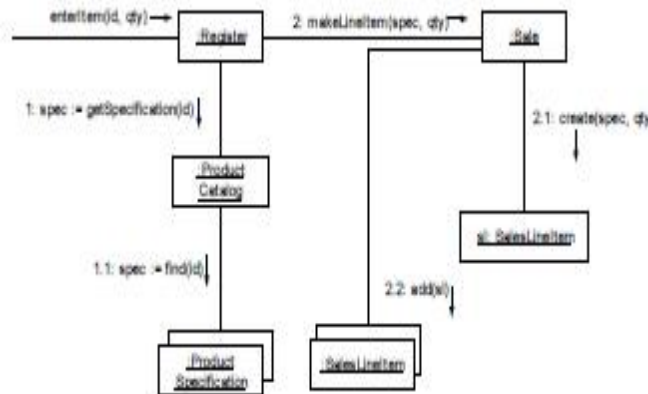 enterItem(id, qty)
:Register
2: makeLineItem(spec, qty)
:Sale
1: spec := getSpecification(id)
2.1: create(spec, qty
:Product
Catalog
sl: SalesLineItem
1.1: spec := find(id)
2.2: add(sl)
:Product
Specification
:SalesLineItem